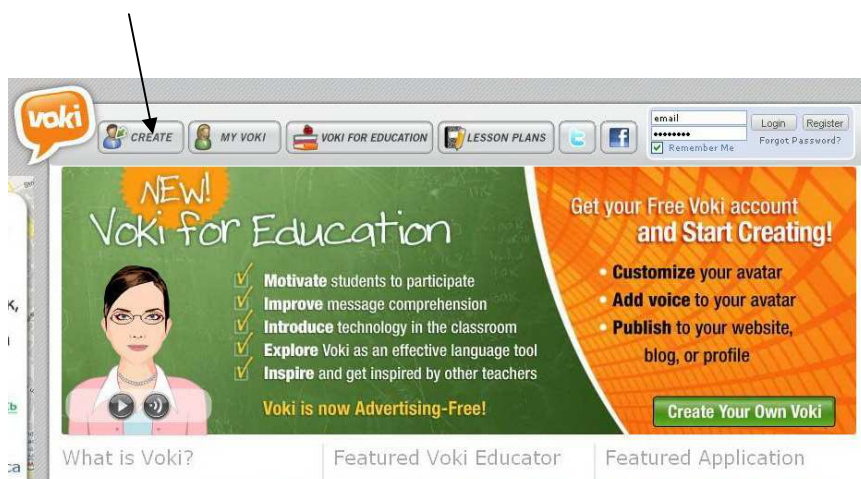 voki
CREATE
MY VOKI
VOKI FOR EDUCATION
LESSON PLANS
email
Login
Register
Remember Me
Forgot Password?
NEW!
Voki for Education
Motivate students to participate
Improve message comprehension
Introduce technology in the classroom
Explore Voki as an effective language tool
Inspire and get inspired by other teachers
Voki is now Advertising-Free!
Get your Free Voki account
and Start Creating!
• Customize your avatar
• Add voice to your avatar
• Publish to your website,
blog, or profile
Create Your Own Voki
What is Voki?
Featured Voki Educator
Featured Application